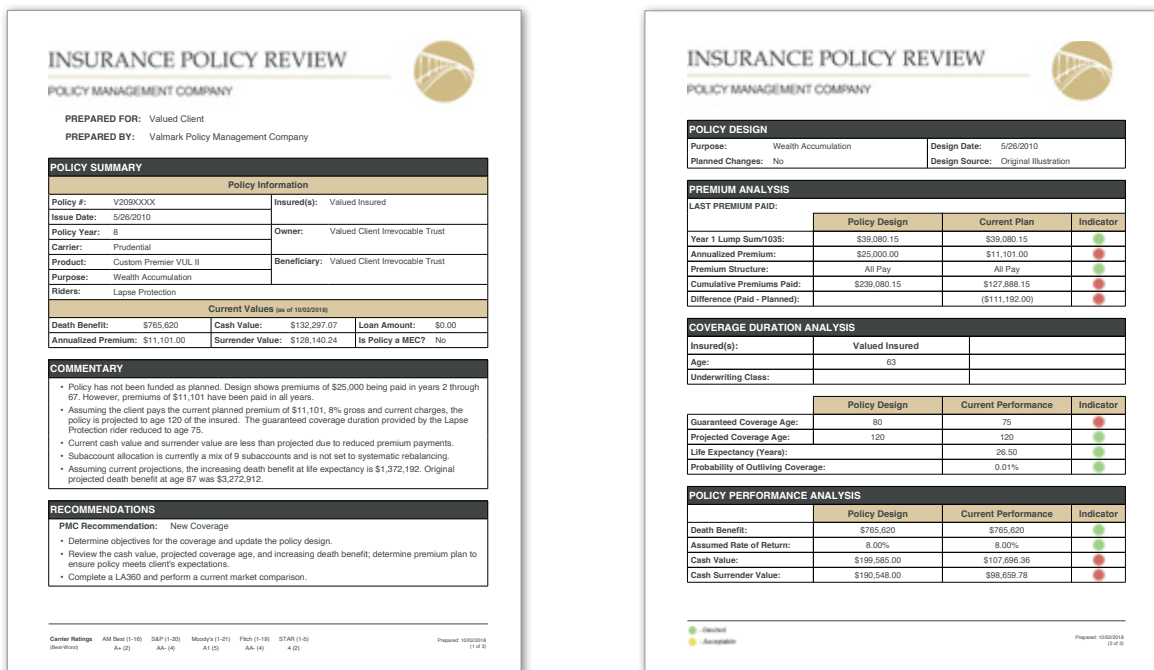 INSURANCE POLICY REVIEW
POLICY MANAGEMENT COMPANY
PREPARED FOR: Valued Client
PREPARED BY: Valmark Policy Management Company
POLICY SUMMARY
Policy Information
Policy #: V209XXXX Insured(s): Valued Insured
Issue Date: 5/26/2010
Policy Year: 8 Owner: Valued Client Irrevocable Trust
Carrier: Prudential
Product: Custom Premier VUL II Beneficiary: Valued Client Irrevocable Trust
Purpose: Wealth Accumulation
Riders: Lapse Protection
Current Values (as of 10/02/2018)
Death Benefit: $765,620 Cash Value: $132,297.07 Loan Amount: $0.00
Annualized Premium: $11,101.00 Surrender Value: $128,140.24 Is Policy a MEC? No
COMMENTARY
• Policy has not been funded as planned. Design shows premiums of $25,000 being paid in years 2 through
67. However, premiums of $11,101 have been paid in all years.
• Assuming the client pays the current planned premium of $11,101, 8% gross and current charges, the
policy is projected to age 120 of the insured. The guaranteed coverage duration provided by the Lapse
Protection rider reduced to age 75.
• Current cash value and surrender value are less than projected due to reduced premium payments.
• Subaccount allocation is currently a mix of 9 subaccounts and is not set to systematic rebalancing.
• Assuming current projections, the increasing death benefit at life expectancy is $1,372,192. Original
projected death benefit at age 87 was $3,272,912.
RECOMMENDATIONS
PMC Recommendation: New Coverage
• Determine objectives for the coverage and update the policy design.
• Review the cash value, projected coverage age, and increasing death benefit; determine premium plan to
ensure policy meets client's expectations.
• Complete a LA360 and perform a current market comparison.
Carrier Ratings AM Best (1-16) S&P (1-20) Moody's (1-21) Fitch (1-19) STAR (1-5) Prepared: 10/02/2018
(Best-Worst) A+ (2) AA- (4) A1 (5) AA- (4) 4 (2) (1 of 3)
INSURANCE POLICY REVIEW
POLICY MANAGEMENT COMPANY
POLICY DESIGN
Purpose: Wealth Accumulation Design Date: 5/26/2010
Planned Changes: No Design Source: Original Illustration
PREMIUM ANALYSIS
LAST PREMIUM PAID:
Policy Design Current Plan Indicator
Year 1 Lump Sum/1035: $39,080.15 $39,080.15
Annualized Premium: $25,000.00 $11,101.00
Premium Structure: All Pay All Pay
Cumulative Premiums Paid: $239,080.15 $127,888.15
Difference (Paid - Planned): ($111,192.00)
COVERAGE DURATION ANALYSIS
Insured(s): Valued Insured
Age: 63
Underwriting Class:
Policy Design Current Performance Indicator
Guaranteed Coverage Age: 80 75
Projected Coverage Age: 120 120
Life Expectancy (Years): 26.50
Probability of Outliving Coverage: 0.01%
POLICY PERFORMANCE ANALYSIS
Policy Design Current Performance Indicator
Death Benefit: $765,620 $765,620
Assumed Rate of Return: 8.00% 8.00%
Cash Value: $199,585.00 $107,696.36
Cash Surrender Value: $190,548.00 $98,659.78
- Acceptable
Prepared: 10/02/2018
(2 of 3)